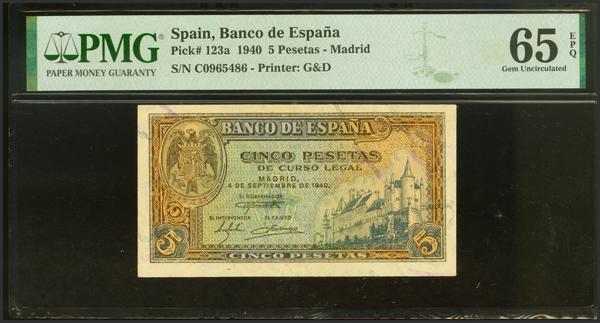 PMG
PAPER MONEY GUARANTY
Spain, Banco de España
Pick# 123a 1940 5 Pesetas - Madrid
S/N C0965486 - Printer: G&D
65 EPQ
Gem Uncirculated
BANCO DE ESPAÑA
CINCO PESETAS
DE CURSO LEGAL
MADRID,
4 DE SEPTIEMBRE DE 1940.
EL GOBERNADOR
EL INTERVENTOR EL CAJERO
5 5
CINCO PESETAS